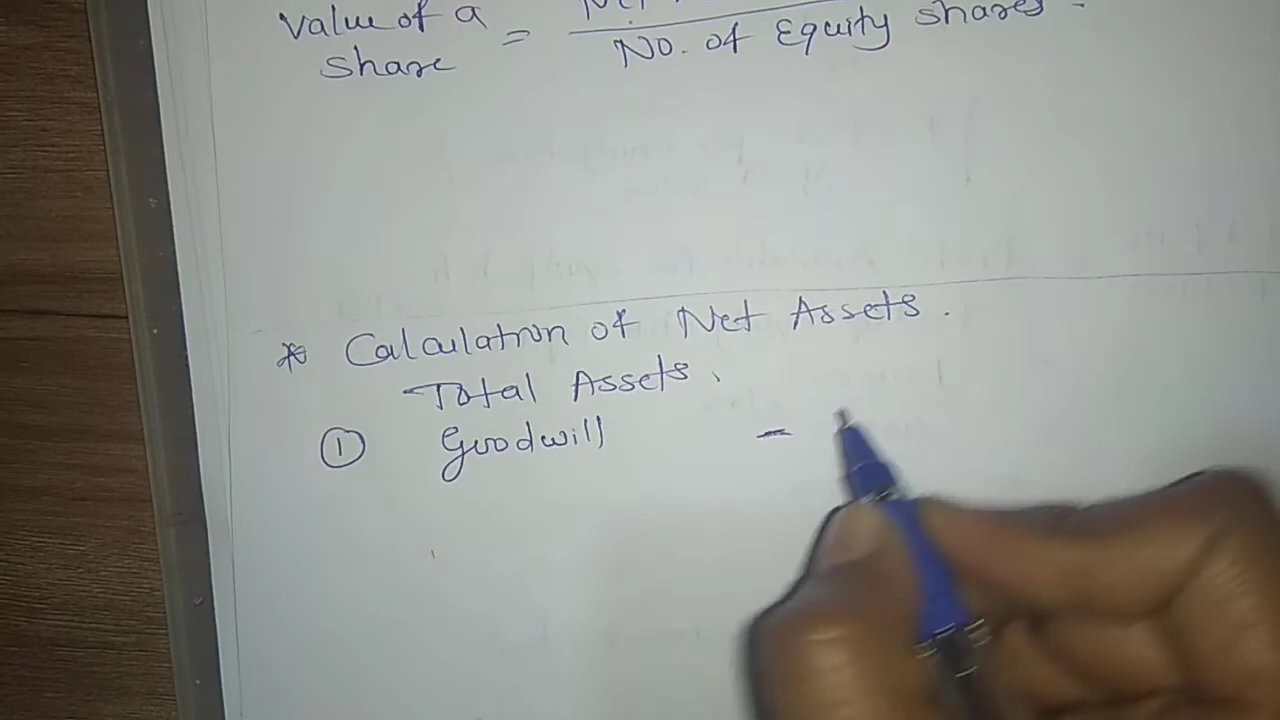 Value of a
share = No. of Equity shares.
* Calculation of Net Assets.
Total Assets.
① Goodwill -